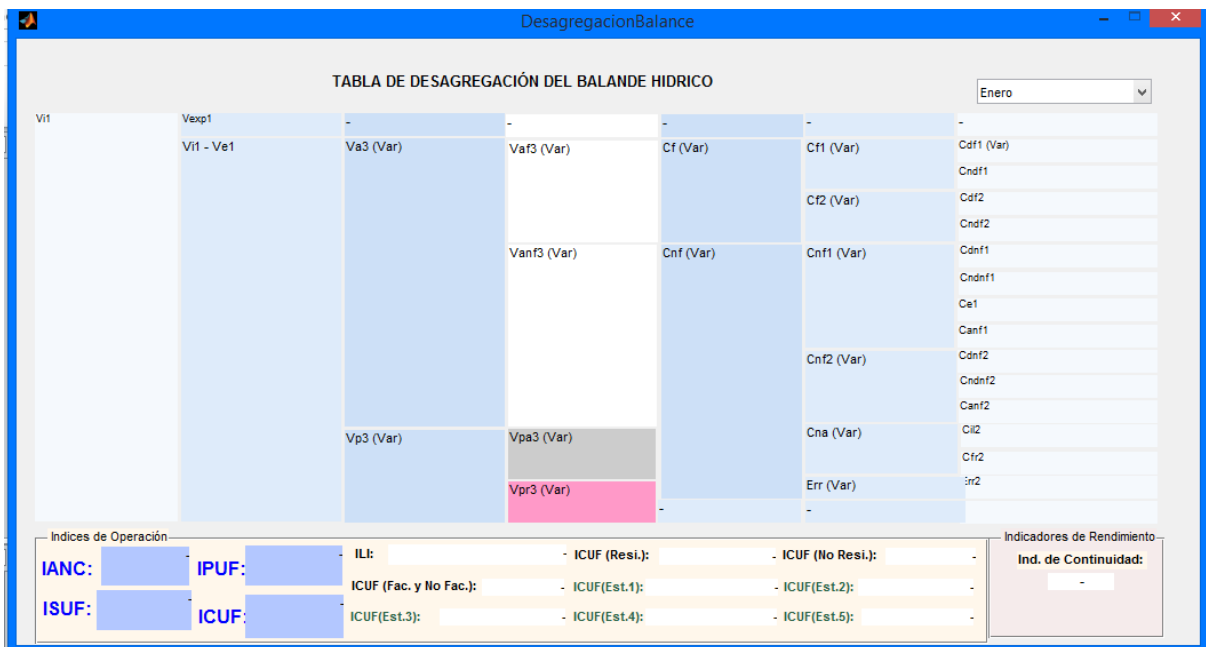 DesagregacionBalance
TABLA DE DESAGREGACIÓN DEL BALANDE HIDRICO
Enero
Vi1 Vexp1 - - - - -
Vi1 - Ve1 Va3 (Var) Vaf3 (Var) Cf (Var) Cf1 (Var) Cdf1 (Var)
Cndf1
Cf2 (Var) Cdf2
Cndf2
Vanf3 (Var) Cnf (Var) Cnf1 (Var) Cdnf1
Cndnf1
Ce1
Canf1
Cnf2 (Var) Cdnf2
Cndnf2
Canf2
Vp3 (Var) Vpa3 (Var) Cna (Var) Cil2
Cfr2
Vpr3 (Var) Err (Var) Err2
- -
Indices de Operación Indicadores de Rendimiento
IANC: - IPUF: - ILI: - ICUF (Resi.): - ICUF (No Resi.): - Ind. de Continuidad:
ICUF (Fac. y No Fac.): - ICUF(Est.1): - ICUF(Est.2): - -
ISUF: - ICUF: - ICUF(Est.3): - ICUF(Est.4): - ICUF(Est.5): -